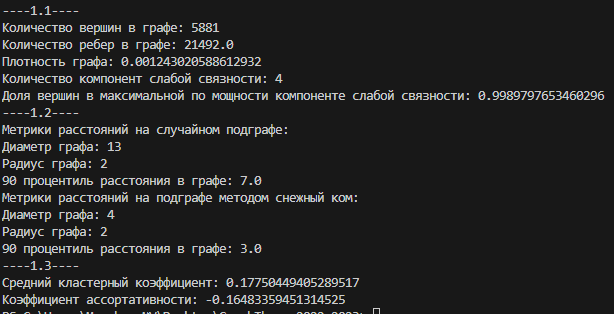 ----1.1----
Количество вершин в графе: 5881
Количество ребер в графе: 21492.0
Плотность графа: 0.001243020588612932
Количество компонент слабой связности: 4
Доля вершин в максимальной по мощности компоненте слабой связности: 0.9989797653460296
----1.2----
Метрики расстояний на случайном подграфе:
Диаметр графа: 13
Радиус графа: 2
90 процентиль расстояния в графе: 7.0
Метрики расстояний на подграфе методом снежный ком:
Диаметр графа: 4
Радиус графа: 2
90 процентиль расстояния в графе: 3.0
----1.3----
Средний кластерный коэффициент: 0.17750449405289517
Коэффициент ассортативности: -0.16483359451314525